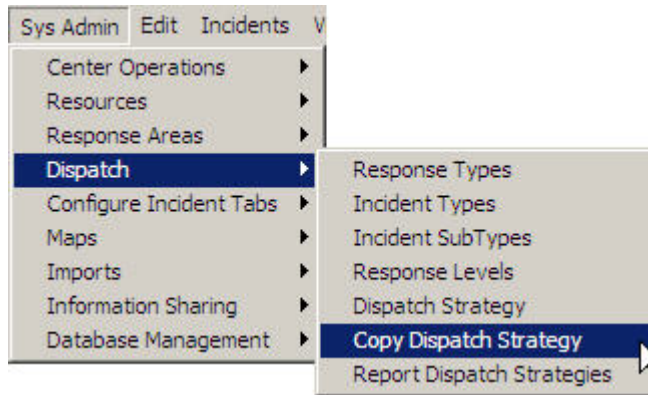 Sys Admin Edit Incidents
Center Operations
Resources
Response Areas
Dispatch
Configure Incident Tabs
Maps
Imports
Information Sharing
Database Management
Response Types
Incident Types
Incident SubTypes
Response Levels
Dispatch Strategy
Copy Dispatch Strategy
Report Dispatch Strategies